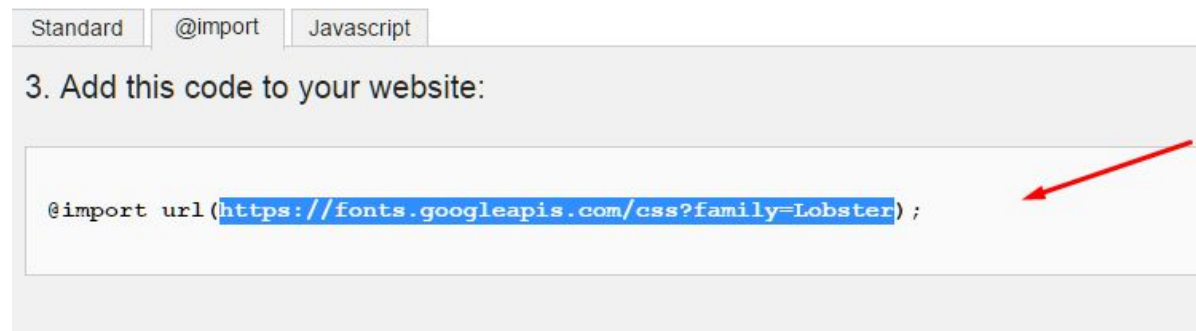 Standard @import Javascript
3. Add this code to your website:
@import url(https://fonts.googleapis.com/css?family=Lobster);